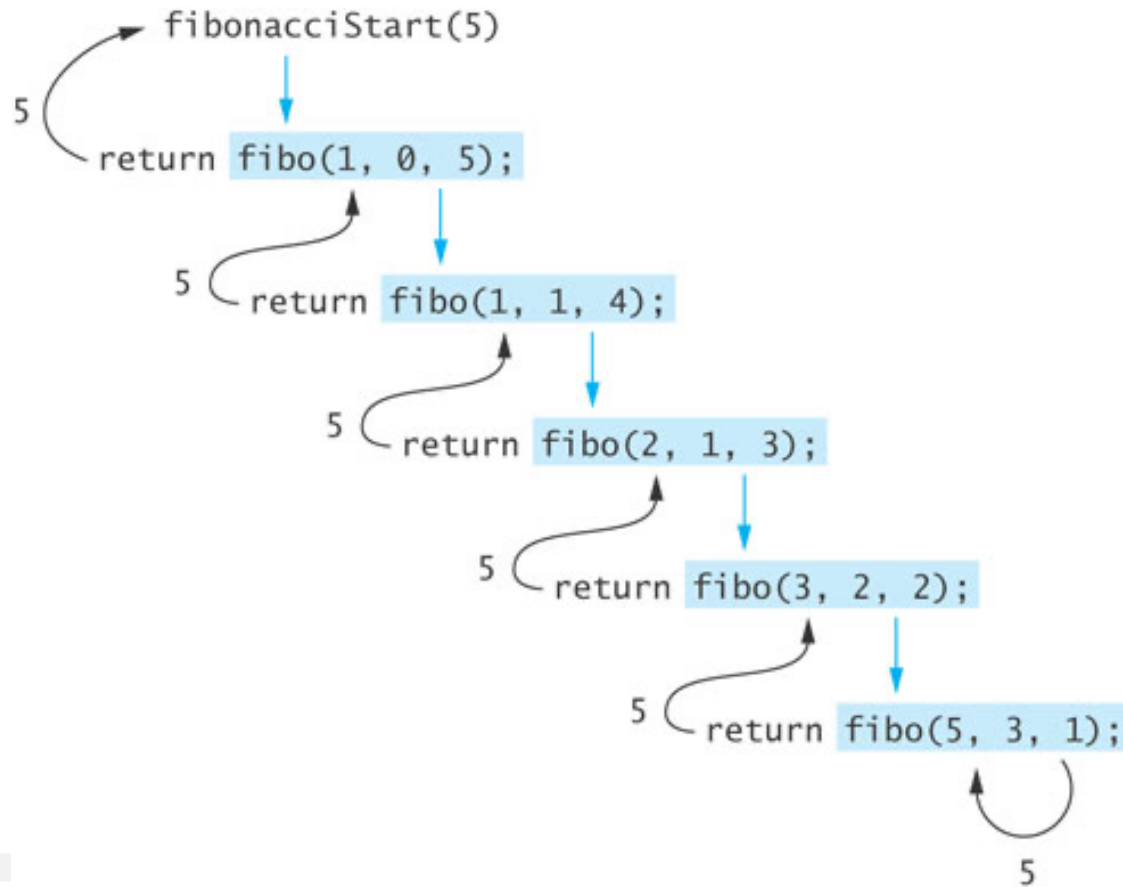 fibonacciStart(5)
5
return fibo(1, 0, 5);
5
return fibo(1, 1, 4);
5
return fibo(2, 1, 3);
5
return fibo(3, 2, 2);
5
return fibo(5, 3, 1);
5